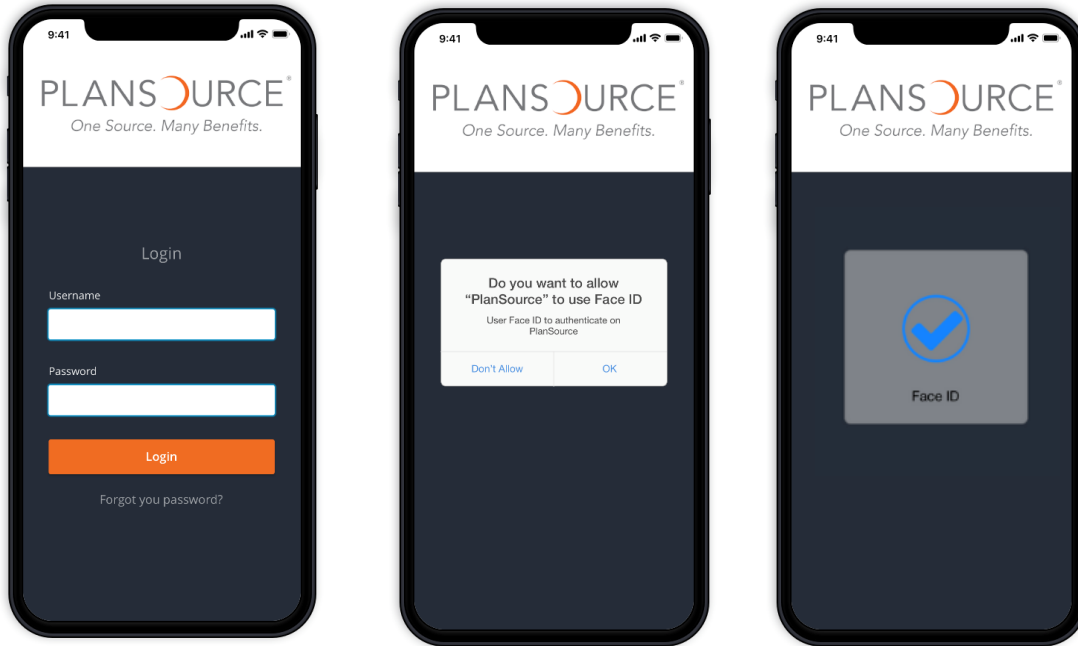 9:41
PLANSOURCE®
One Source. Many Benefits.
Login
Username
Password
Login
Forgot you password?
9:41
PLANSOURCE®
One Source. Many Benefits.
Do you want to allow
“PlanSource” to use Face ID
User Face ID to authenticate on
PlanSource
Don't Allow
OK
9:41
PLANSOURCE®
One Source. Many Benefits.
Face ID